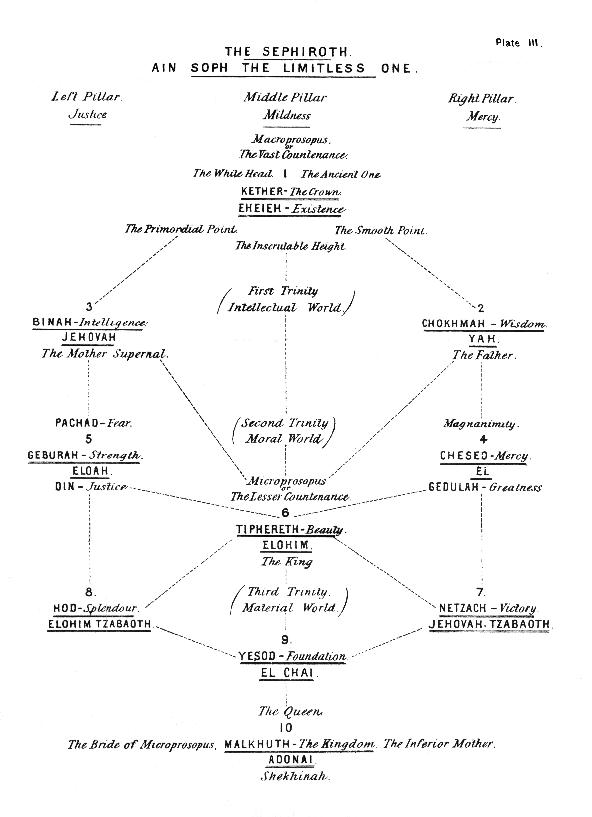 Plate III.
THE SEPHIROTH.
AIN SOPH THE LIMITLESS ONE.
Left Pillar. Middle Pillar Right Pillar.
Justice Mildness Mercy.
Macroprosopus.
or
The Vast Countenance.
The White Head. 1 The Ancient One
KETHER - The Crown.
EHEIEH - Existence
The Primordial Point. The Smooth Point.
The Inscrutable Height
(First Trinity
Intellectual World.)
3 2
BINAH - Intelligence. CHOKHMAH - Wisdom.
JEHOVAH YAH.
The Mother Supernal. The Father.
PACHAD - Fear. (Second Trinity) Magnanimity.
5 Moral World 4
GEBURAH - Strength. CHESED - Mercy.
ELOAH. EL
DIN - Justice GEDULAH - Greatness
Microprosopus
or
The Lesser Countenance
6
TIPHERETH - Beauty.
ELOHIM.
The King
8. (Third Trinity. 7.
HOD - Splendour. Material World.) NETZACH - Victory.
ELOHIM TZABAOTH. JEHOVAH. TZABAOTH.
9.
YESOD - Foundation
EL CHAI.
The Queen.
10
The Bride of Microprosopus, MALKHUTH - The Kingdom. The Inferior Mother.
ADONAI.
Shekhinah.